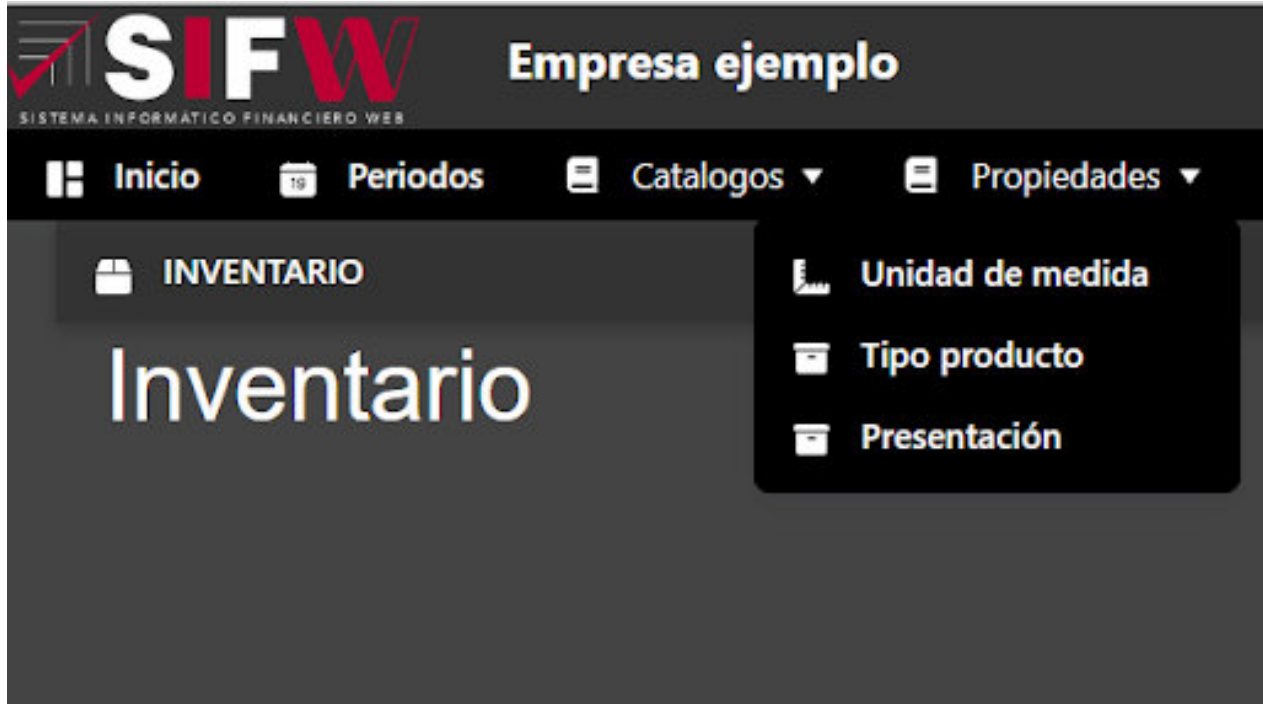 SIFW
Empresa ejemplo
SISTEMA INFORMÁTICO FINANCIERO WEB
19
Inicio Periodos Catalogos Propiedades
INVENTARIO
Unidad de medida
Tipo producto
Inventario
Presentación